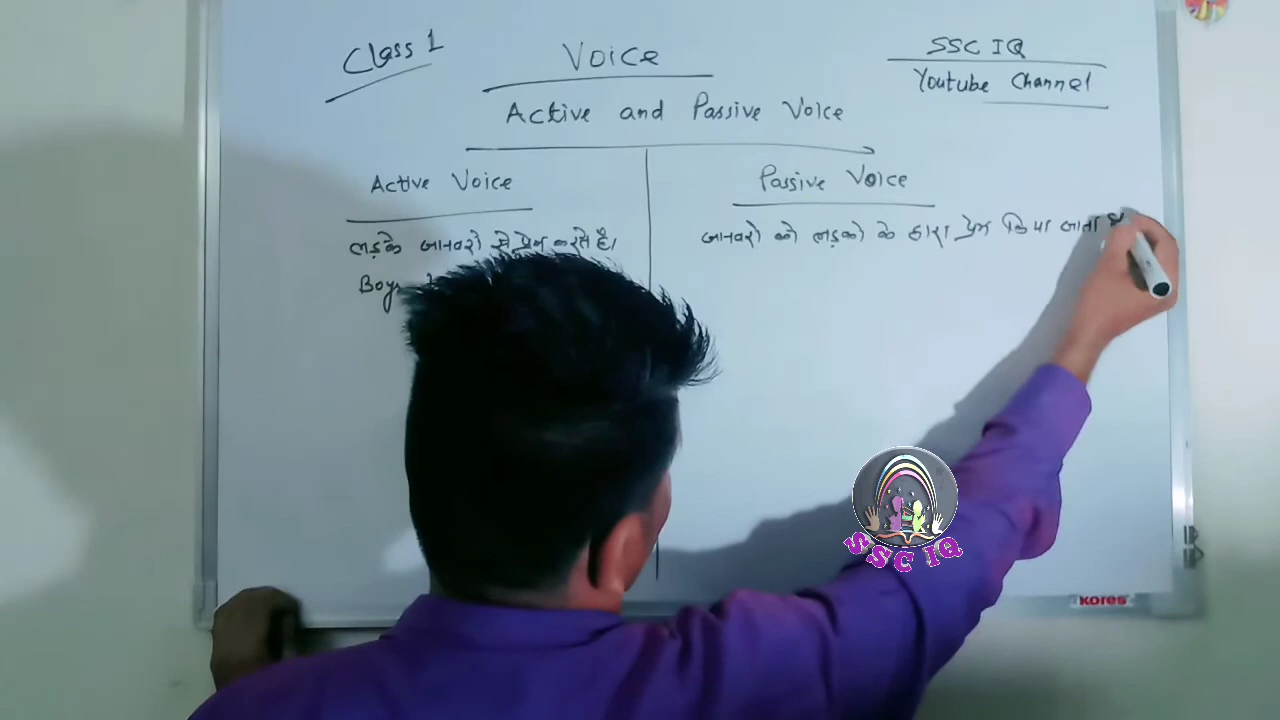 Class 1
Voice
SSC IQ
Youtube Channel
Active and Passive Voice
Active Voice
Passive Voice
लड़के जानवरो से प्रेम करते है।
जानवरो को लड़को के द्वारा प्रेम किया जाता
SSC IQ
KORES